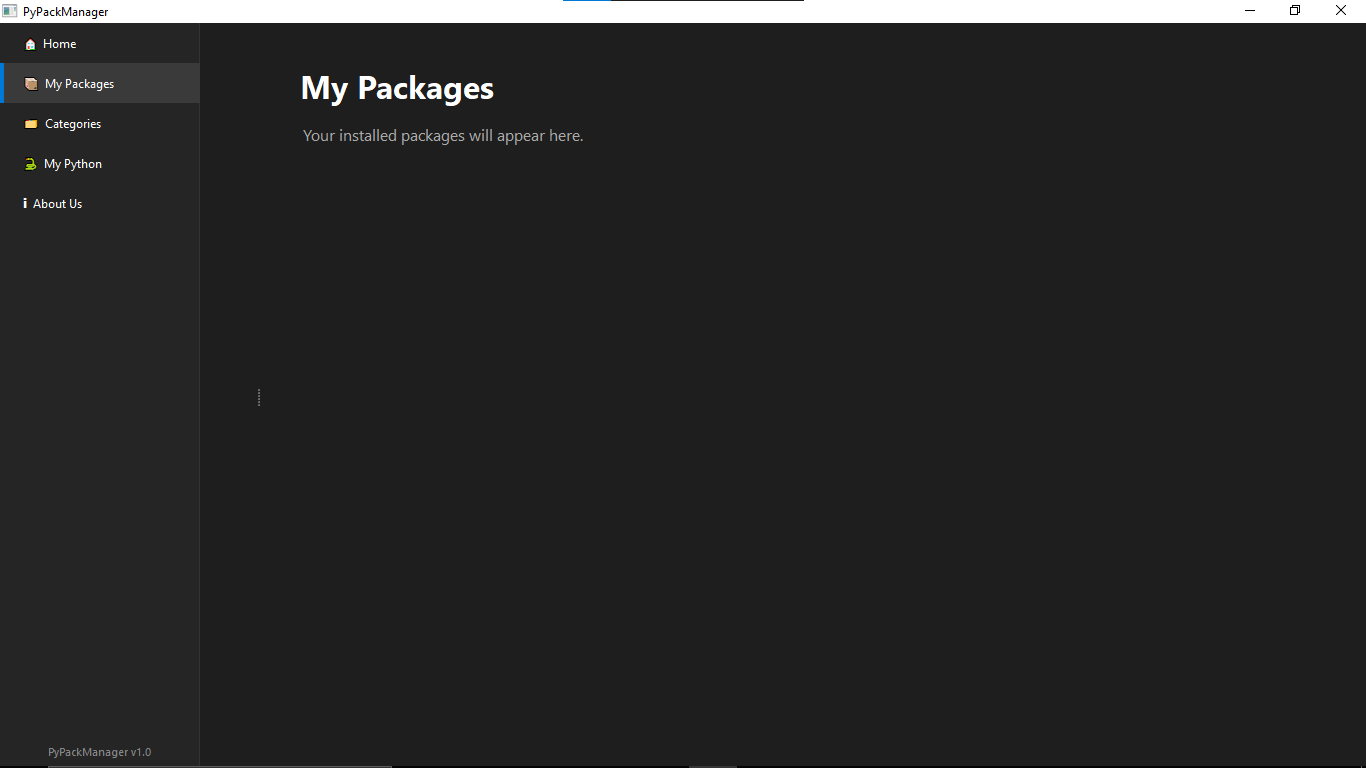 PyPackManager
Home
My Packages
Categories
My Python
About Us
My Packages
Your installed packages will appear here.
PyPackManager v1.0